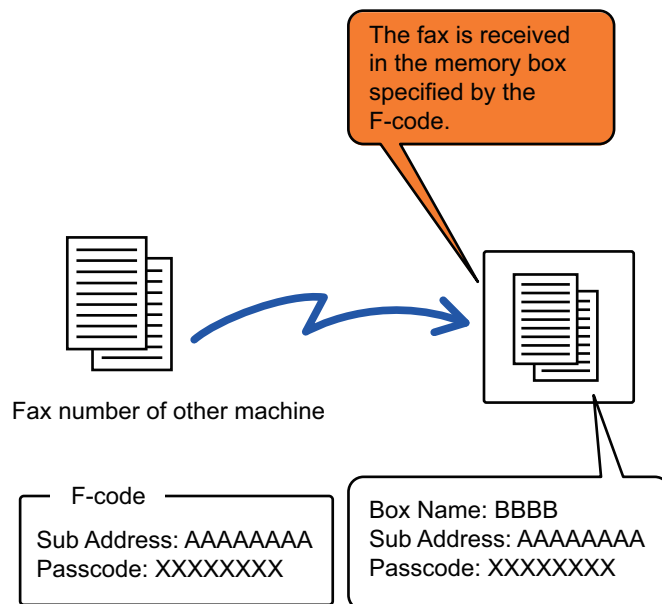 The fax is received
in the memory box
specified by the
F-code.
Fax number of other machine
F-code
Sub Address: AAAAAAAA
Passcode: XXXXXXXX
Box Name: BBBB
Sub Address: AAAAAAAA
Passcode: XXXXXXXX